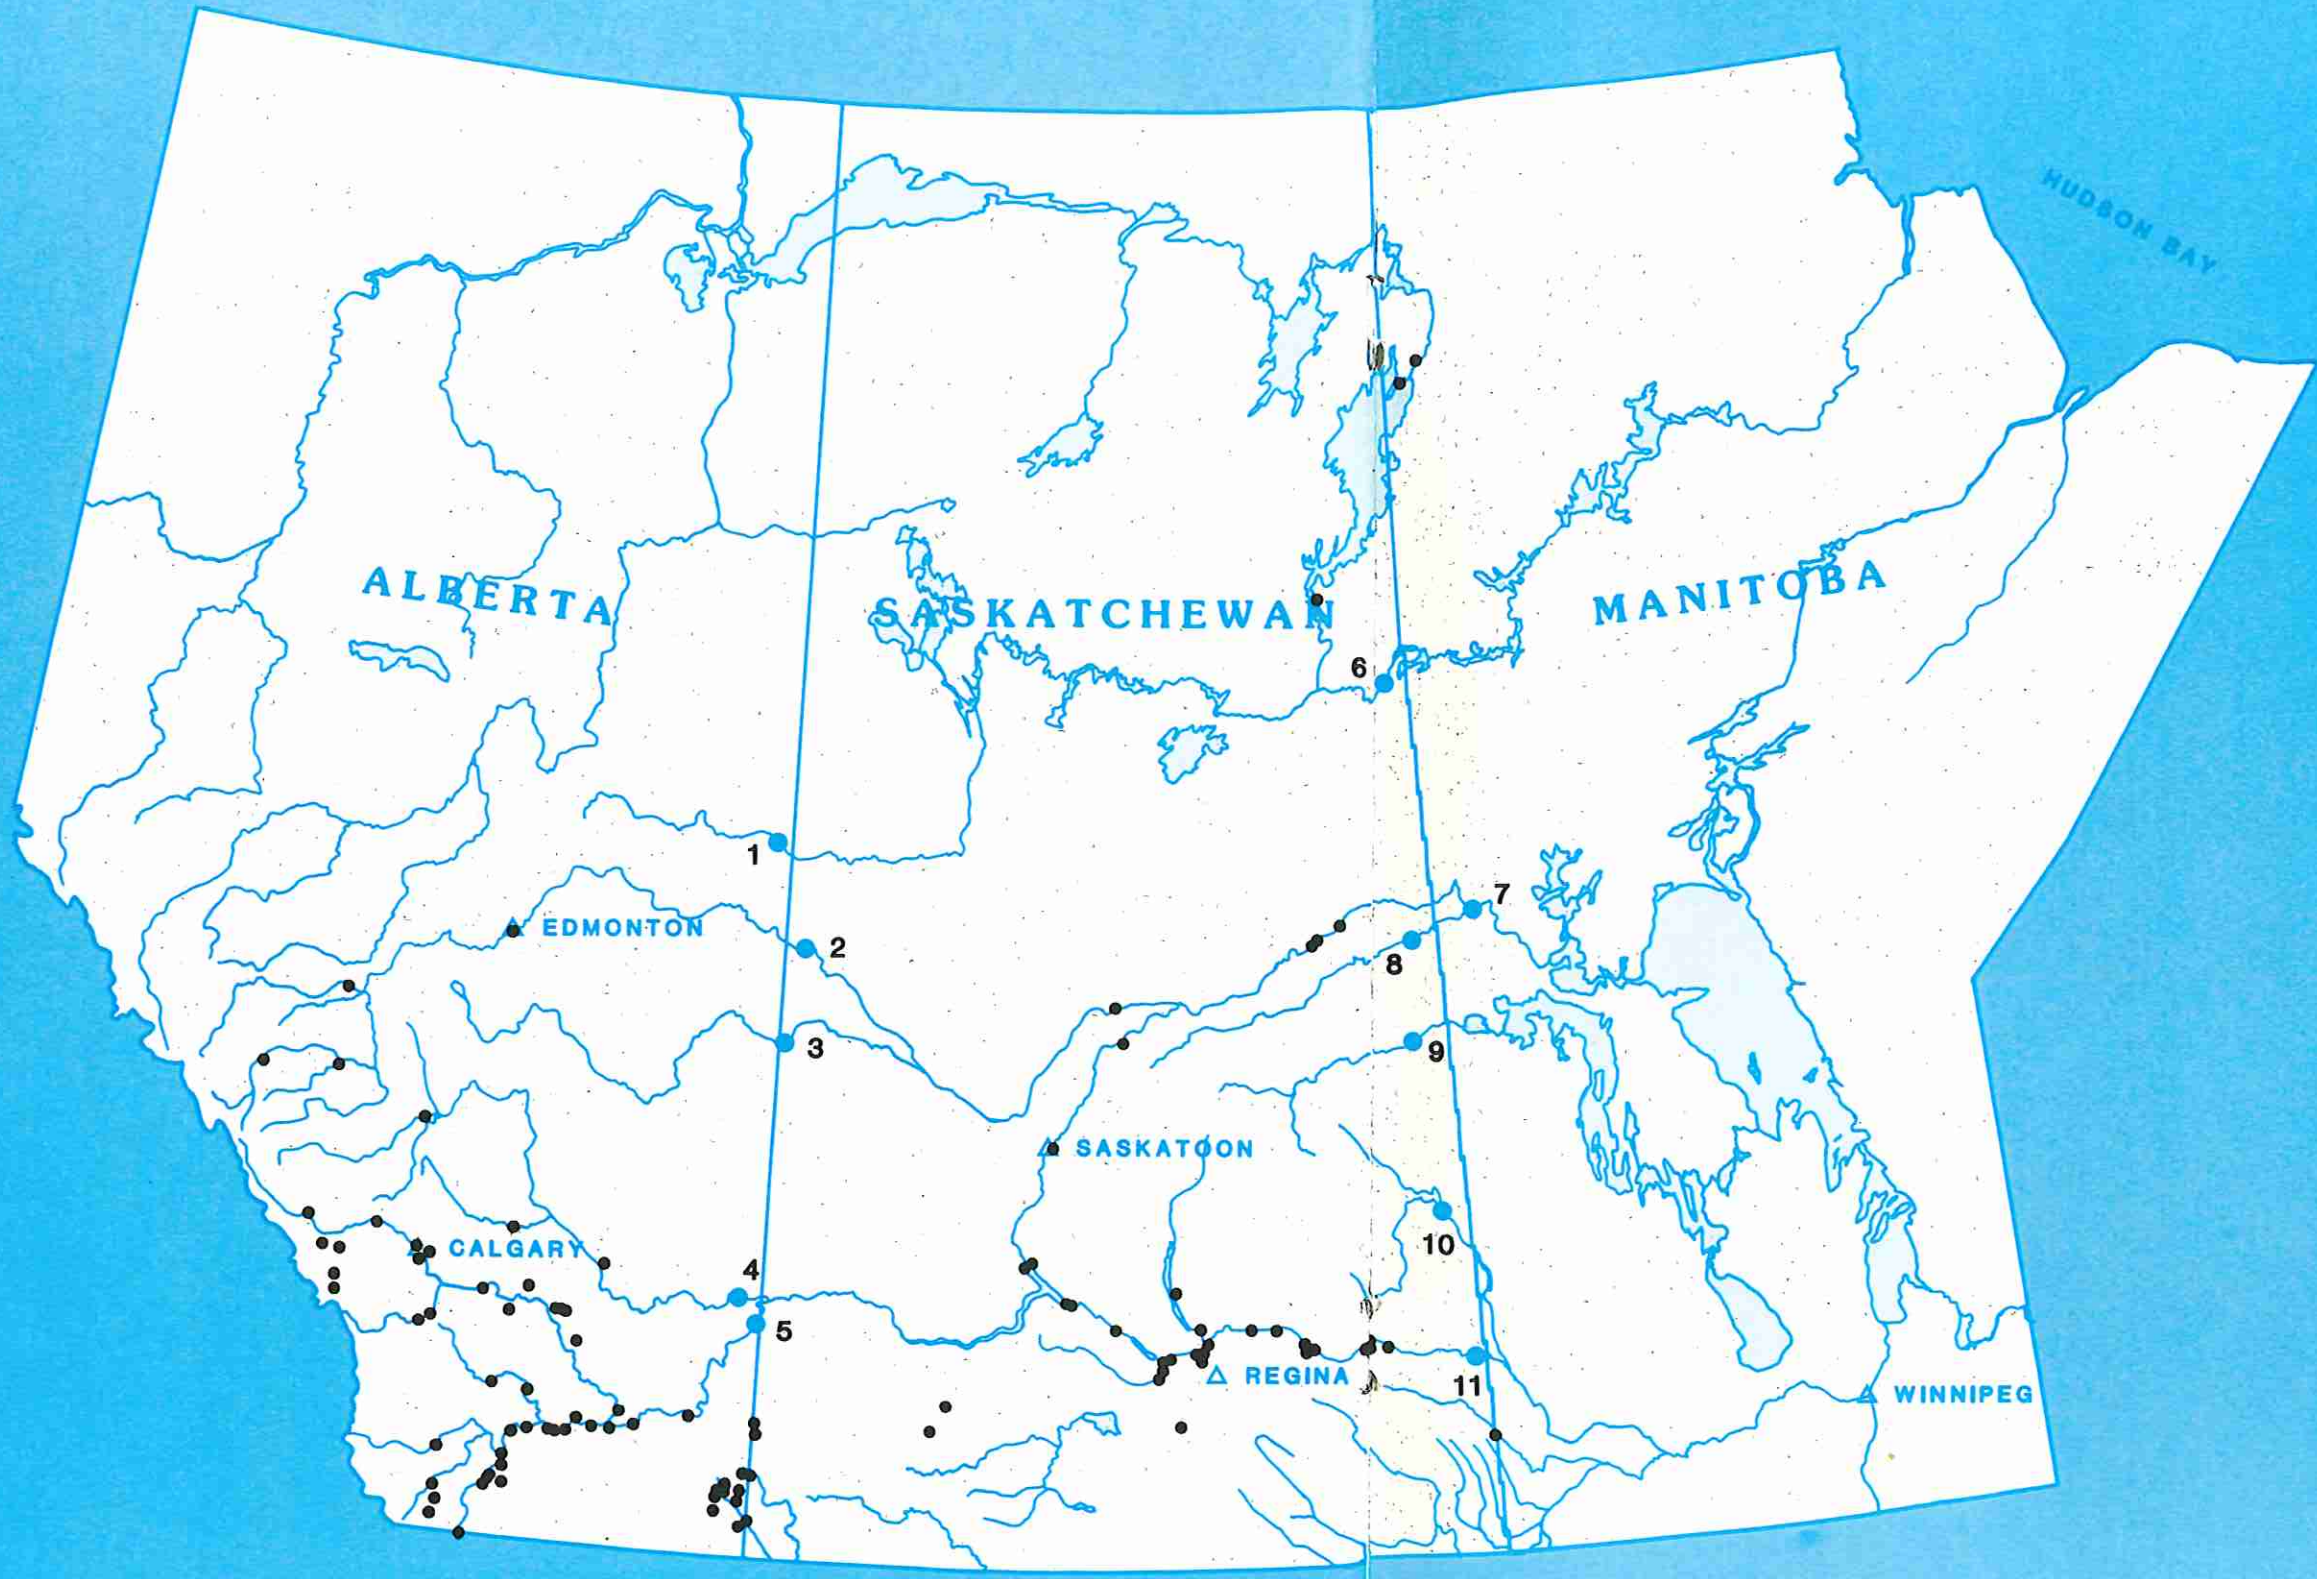 HUDSON BAY
ALBERTA
SASKATCHEWAN
MANITOBA
6
1
7
EDMONTON
2
8
3
9
SASKATOON
10
CALGARY
4
5
REGINA
11
WINNIPEG